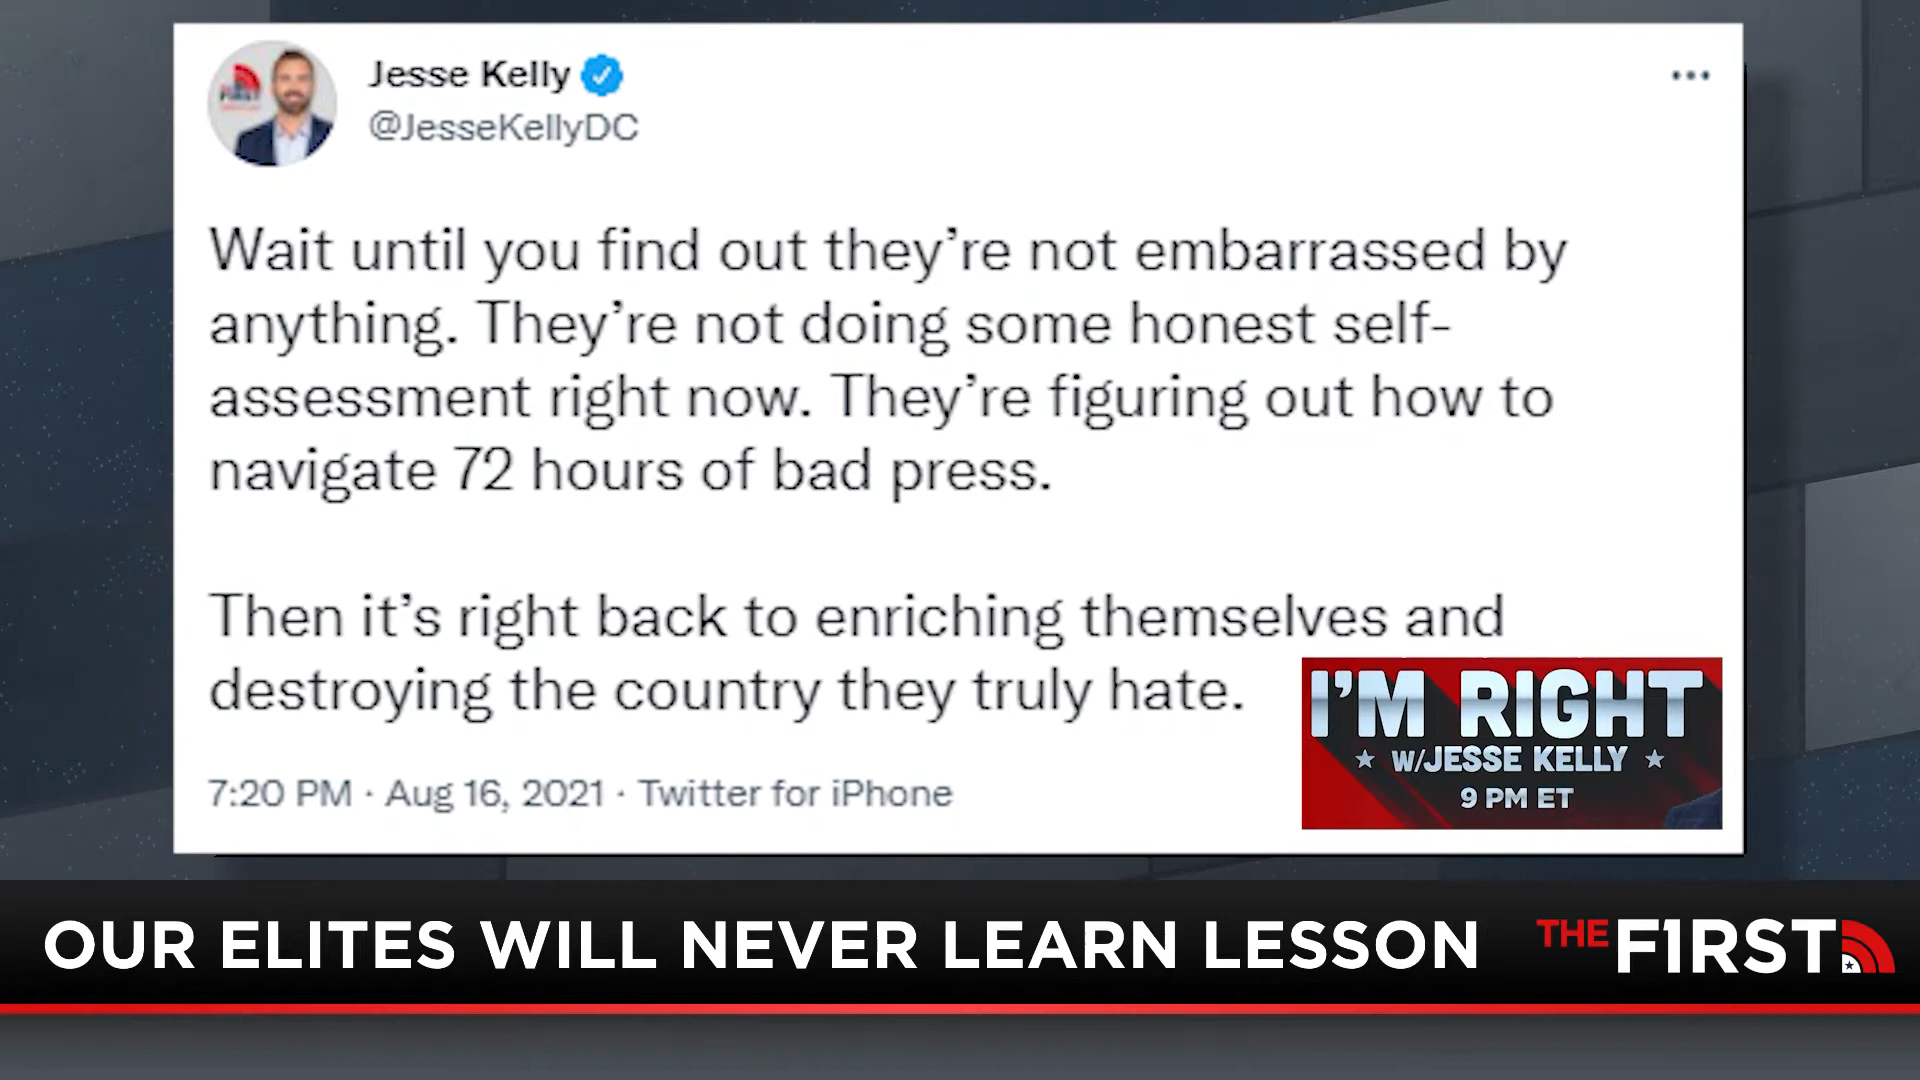 Jesse Kelly
@JesseKellyDC
Wait until you find out they’re not embarrassed by
anything. They’re not doing some honest self-
assessment right now. They’re figuring out how to
navigate 72 hours of bad press.
Then it’s right back to enriching themselves and
destroying the country they truly hate.
7:20 PM · Aug 16, 2021 · Twitter for iPhone
I’M RIGHT
W/JESSE KELLY
9 PM ET
OUR ELITES WILL NEVER LEARN LESSON
THE F1RST